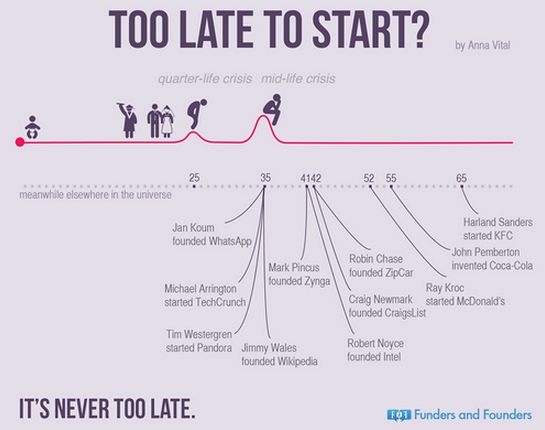 TOO LATE TO START?
by Anna Vital
quarter-life crisis mid-life crisis
meanwhile elsewhere in the universe
25
35
41 42
52
55
65
Jan Koum
founded WhatsApp
Michael Arrington
started TechCrunch
Tim Westergren
started Pandora
Jimmy Wales
founded Wikipedia
Mark Pincus
founded Zynga
Robin Chase
founded ZipCar
Craig Newmark
founded CraigsList
Robert Noyce
founded Intel
Ray Kroc
started McDonald's
John Pemberton
invented Coca-Cola
Harland Sanders
started KFC
IT'S NEVER TOO LATE.
Funders and Founders